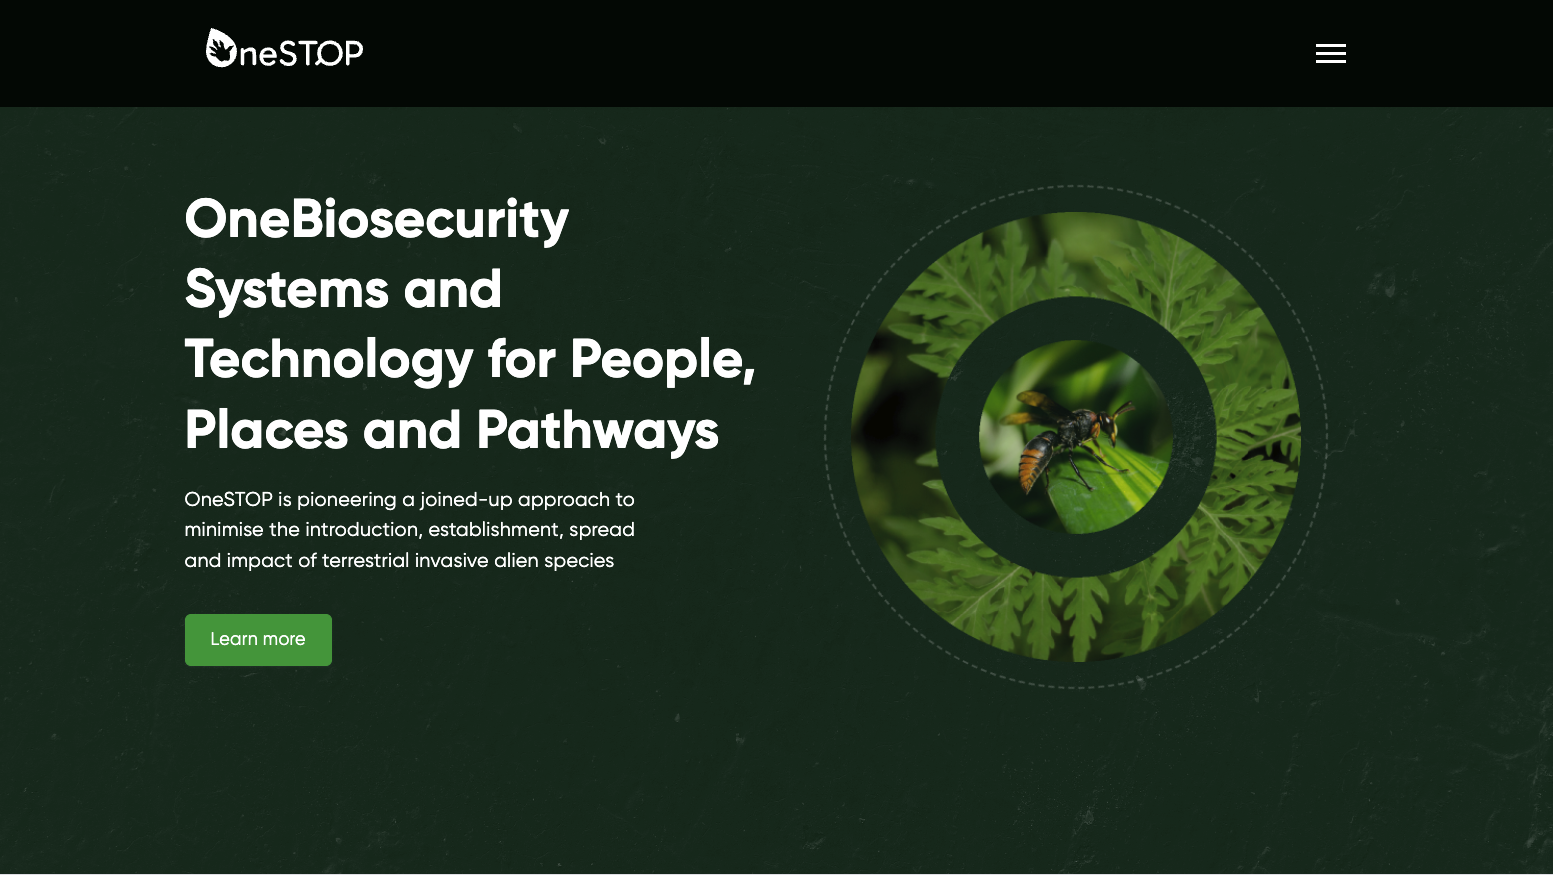 OneSTOP
OneBiosecurity
Systems and
Technology for People,
Places and Pathways
OneSTOP is pioneering a joined-up approach to
minimise the introduction, establishment, spread
and impact of terrestrial invasive alien species
Learn more